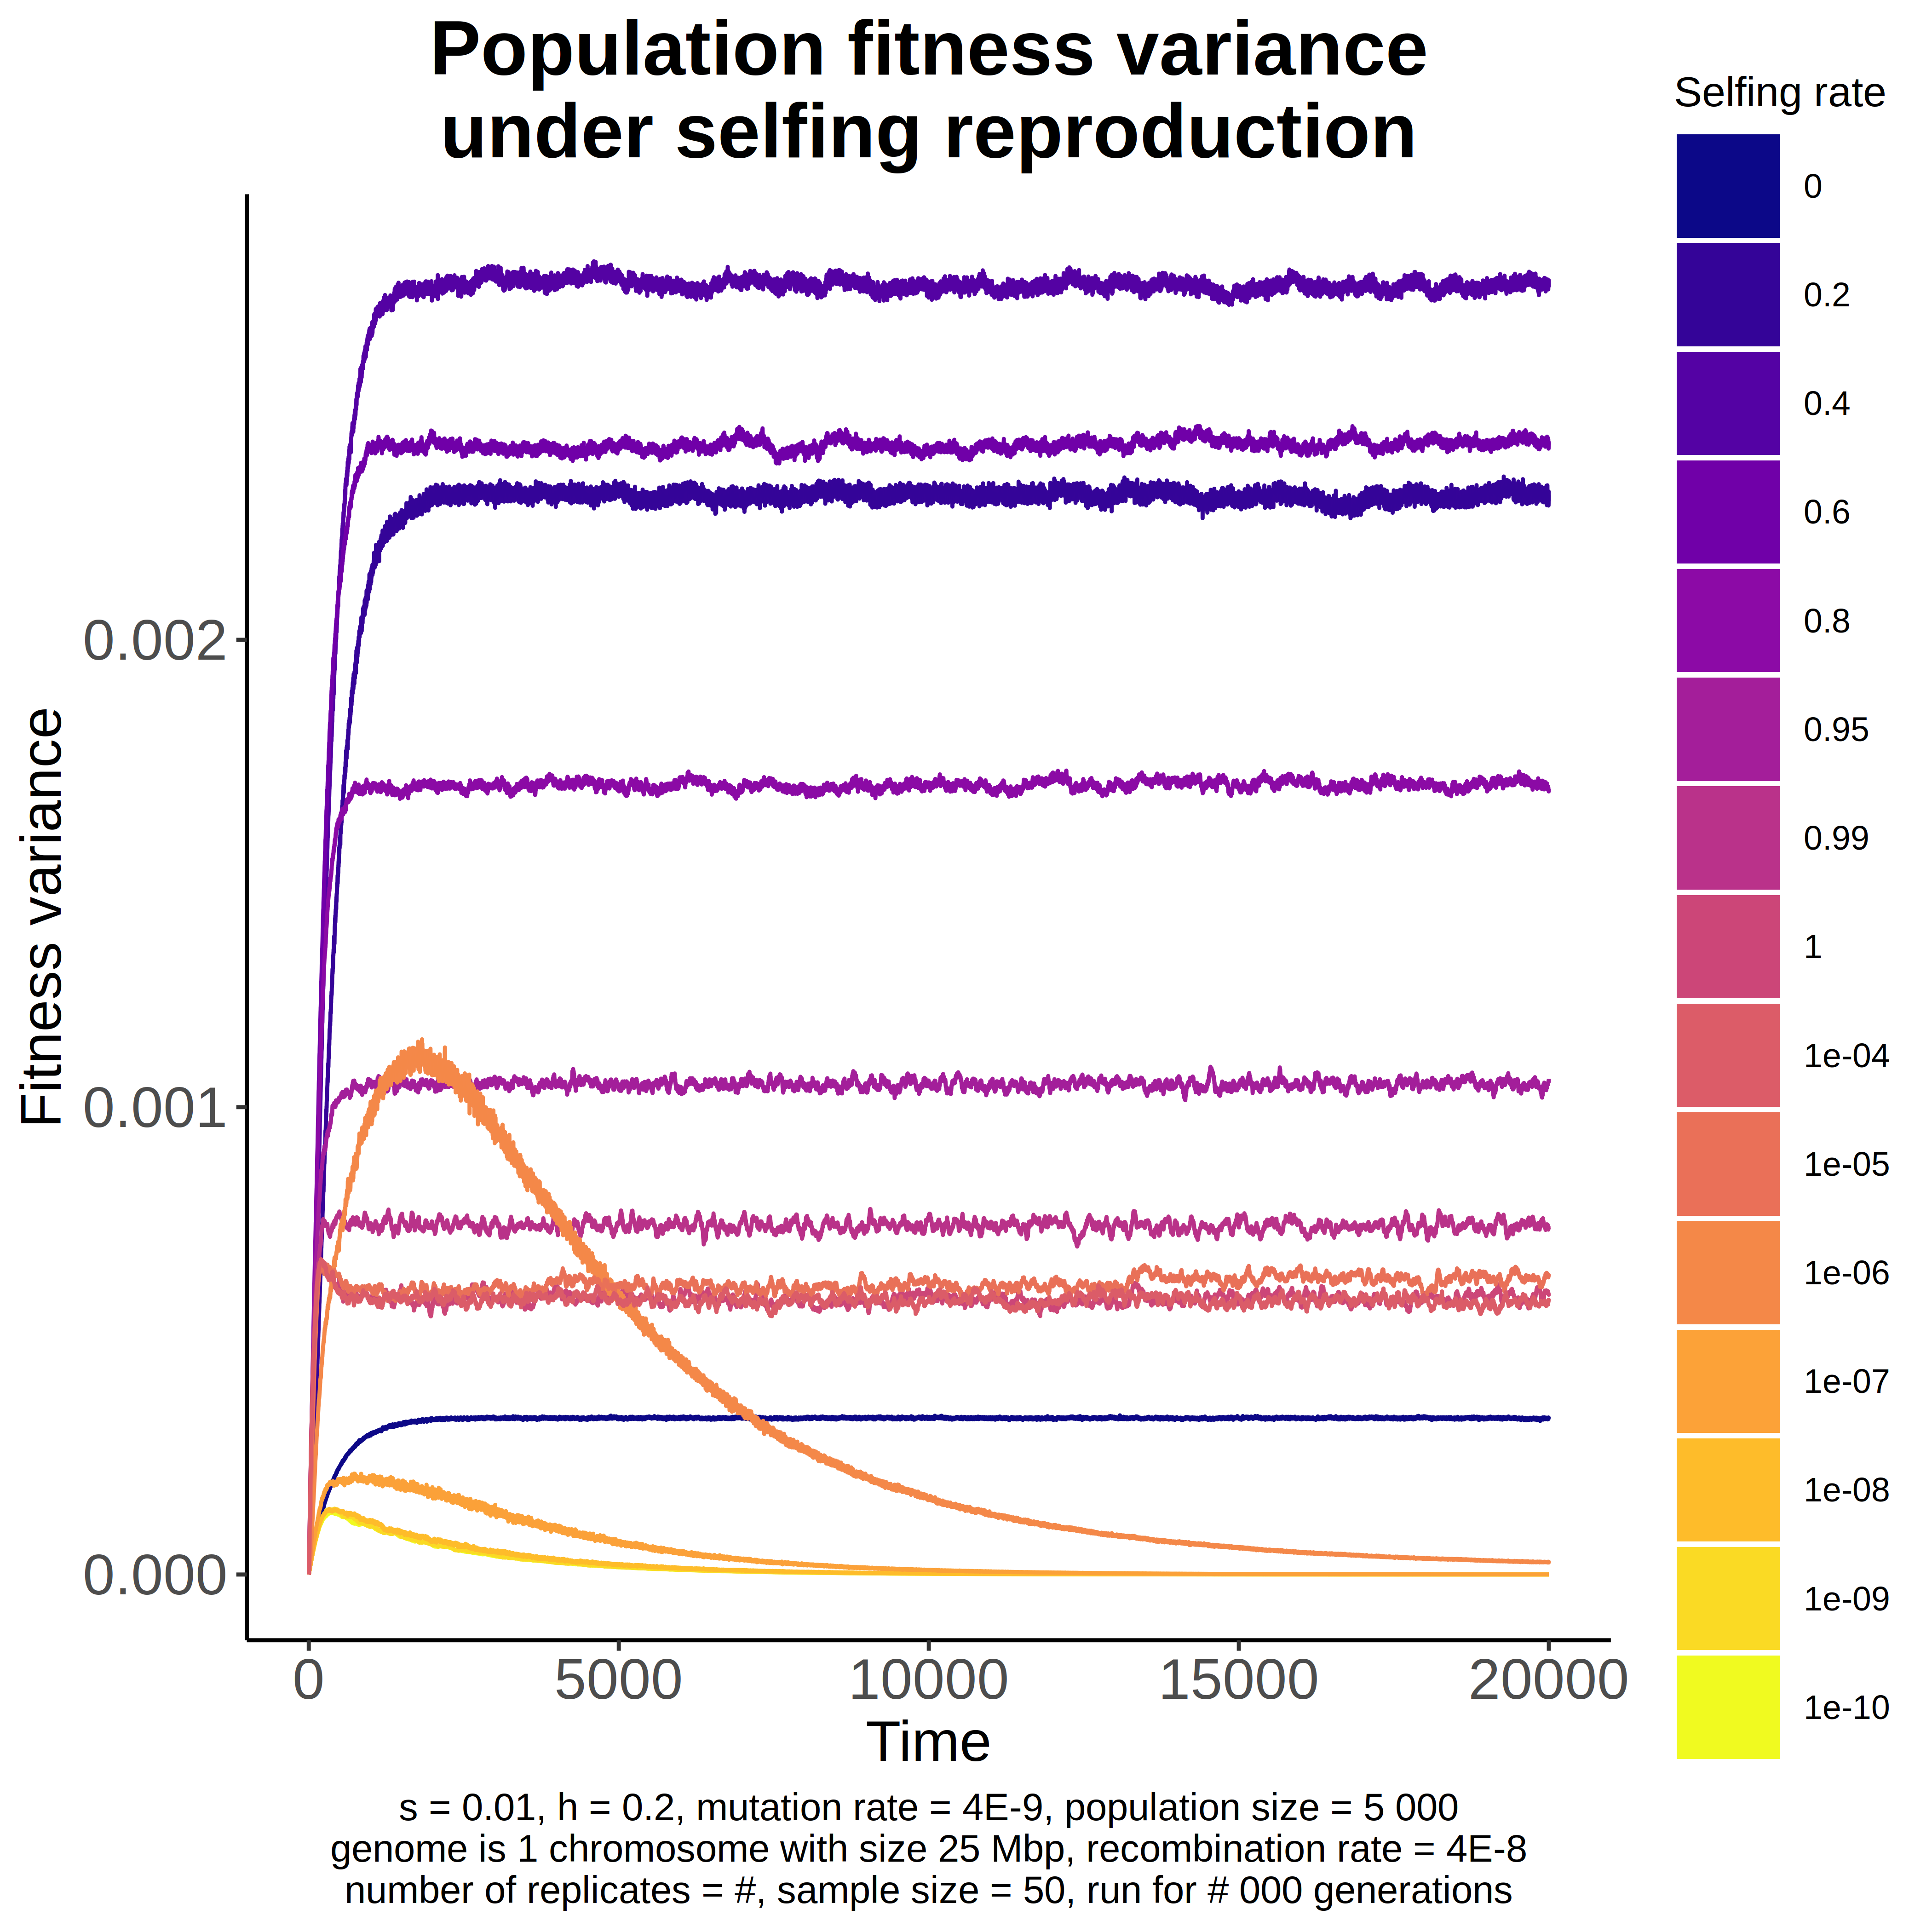 Population fitness variance
under selfing reproduction
Selfing rate
0
0.2
0.4
0.6
0.8
0.95
0.99
1
1e-04
1e-05
1e-06
1e-07
1e-08
1e-09
1e-10
Fitness variance
0.002
0.001
0.000
0
5000
10000
15000
20000
Time
s = 0.01, h = 0.2, mutation rate = 4E-9, population size = 5 000
genome is 1 chromosome with size 25 Mbp, recombination rate = 4E-8
number of replicates = #, sample size = 50, run for # 000 generations